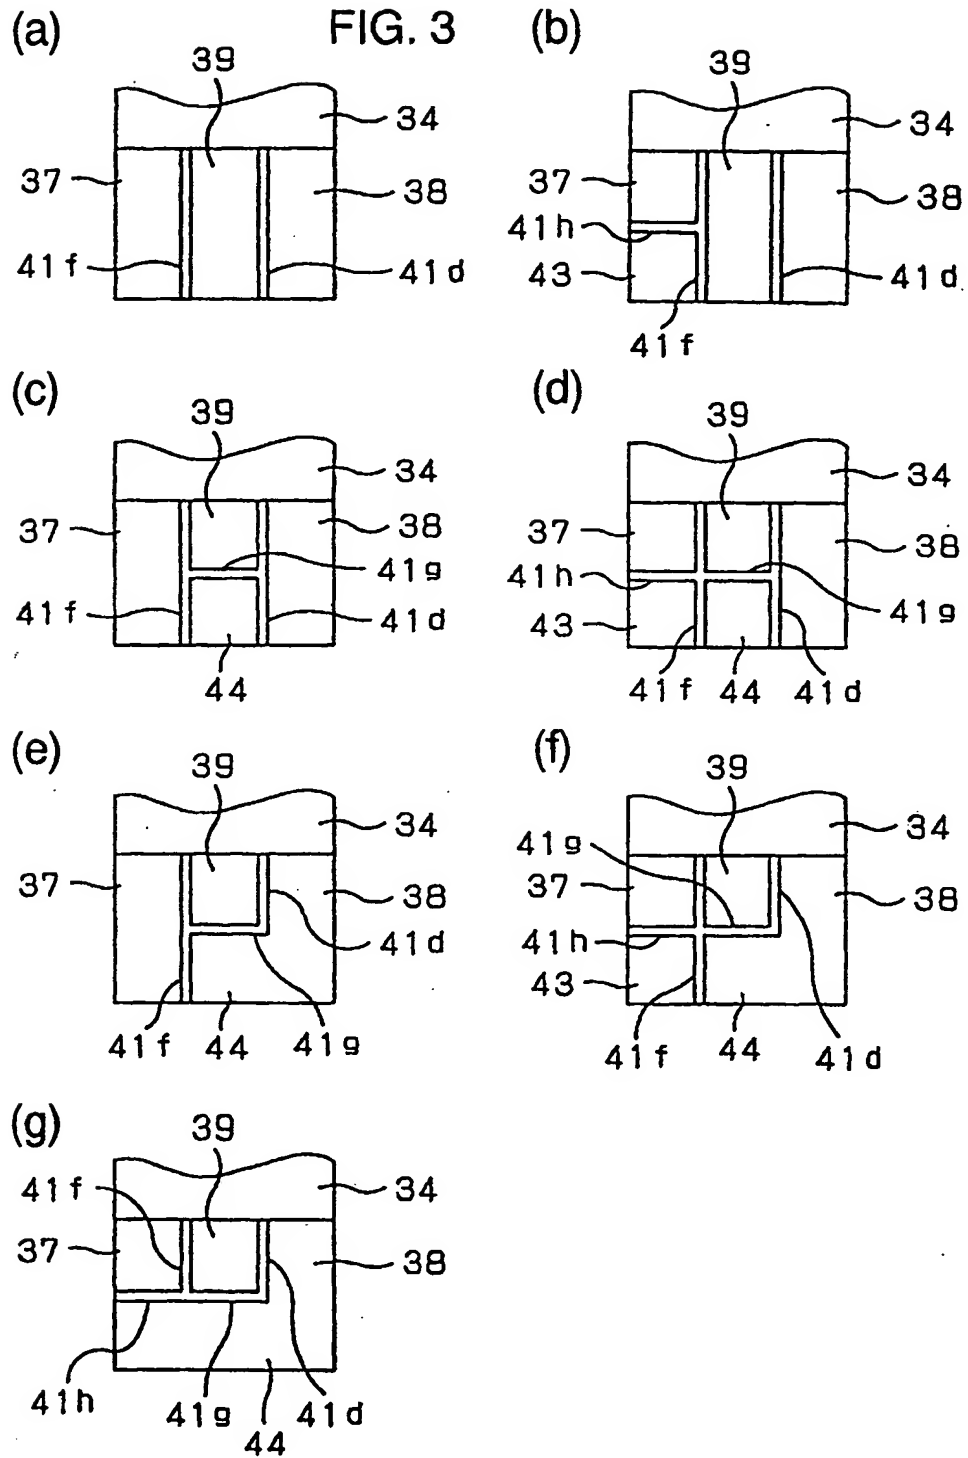 (a) FIG. 3 (b)
39 39
34 34
37 38 37 38
41f 41d 41h 41d
43
41f
(c) (d)
39 39
34 34
37 38 37 38
41g 41h
41f 41d 43 41g
44 41f 44 41d
(e) (f)
39 39
34 41g 34
37 38 37 38
41d 41h
43
41f 44 41g 41f 44 41d
(g)
39
41f 34
37 38
41h 41g 41d
44